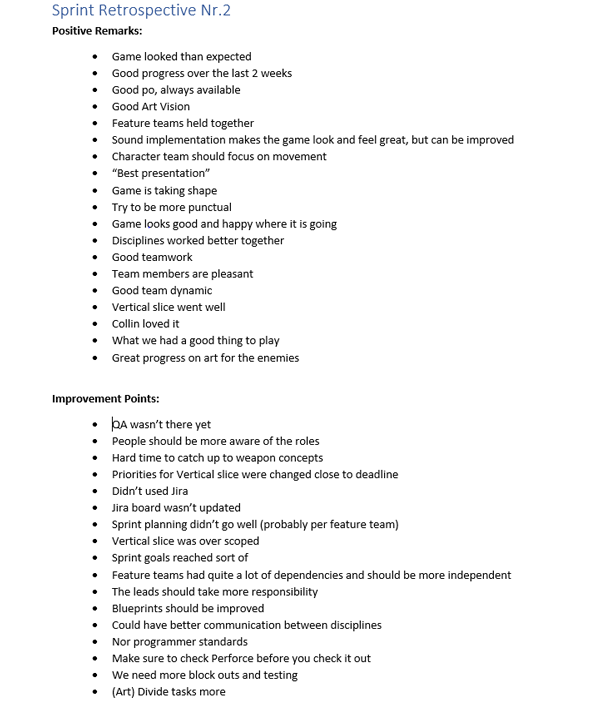 Sprint Retrospective Nr.2
Positive Remarks:
• Game looked than expected
• Good progress over the last 2 weeks
• Good po, always available
• Good Art Vision
• Feature teams held together
• Sound implementation makes the game look and feel great, but can be improved
• Character team should focus on movement
• “Best presentation”
• Game is taking shape
• Try to be more punctual
• Game looks good and happy where it is going
• Disciplines worked better together
• Good teamwork
• Team members are pleasant
• Good team dynamic
• Vertical slice went well
• Collin loved it
• What we had a good thing to play
• Great progress on art for the enemies
Improvement Points:
• QA wasn’t there yet
• People should be more aware of the roles
• Hard time to catch up to weapon concepts
• Priorities for Vertical slice were changed close to deadline
• Didn’t used Jira
• Jira board wasn’t updated
• Sprint planning didn’t go well (probably per feature team)
• Vertical slice was over scoped
• Sprint goals reached sort of
• Feature teams had quite a lot of dependencies and should be more independent
• The leads should take more responsibility
• Blueprints should be improved
• Could have better communication between disciplines
• Nor programmer standards
• Make sure to check Perforce before you check it out
• We need more block outs and testing
• (Art) Divide tasks more